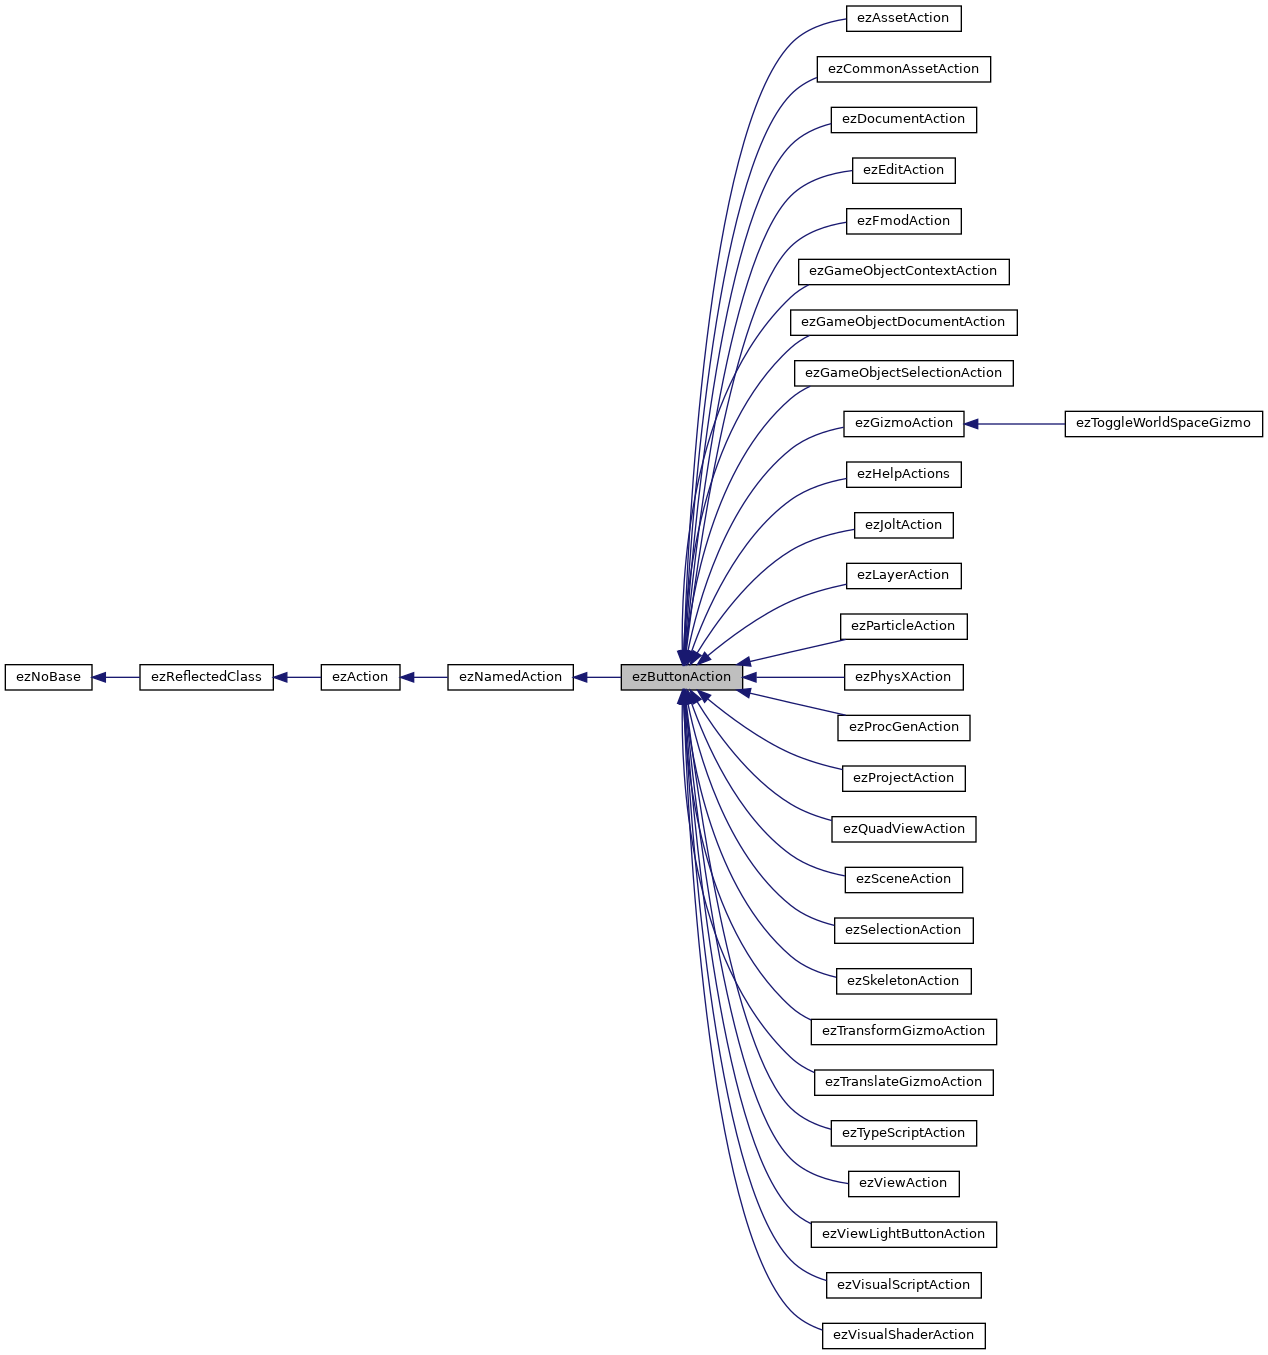 ezAssetAction
ezCommonAssetAction
ezDocumentAction
ezEditAction
ezFmodAction
ezGameObjectContextAction
ezGameObjectDocumentAction
ezGameObjectSelectionAction
ezGizmoAction
ezToggleWorldSpaceGizmo
ezHelpActions
ezJoltAction
ezLayerAction
ezParticleAction
ezNoBase
ezReflectedClass
ezAction
ezNamedAction
ezButtonAction
ezPhysXAction
ezProcGenAction
ezProjectAction
ezQuadViewAction
ezSceneAction
ezSelectionAction
ezSkeletonAction
ezTransformGizmoAction
ezTranslateGizmoAction
ezTypeScriptAction
ezViewAction
ezViewLightButtonAction
ezVisualScriptAction
ezVisualShaderAction